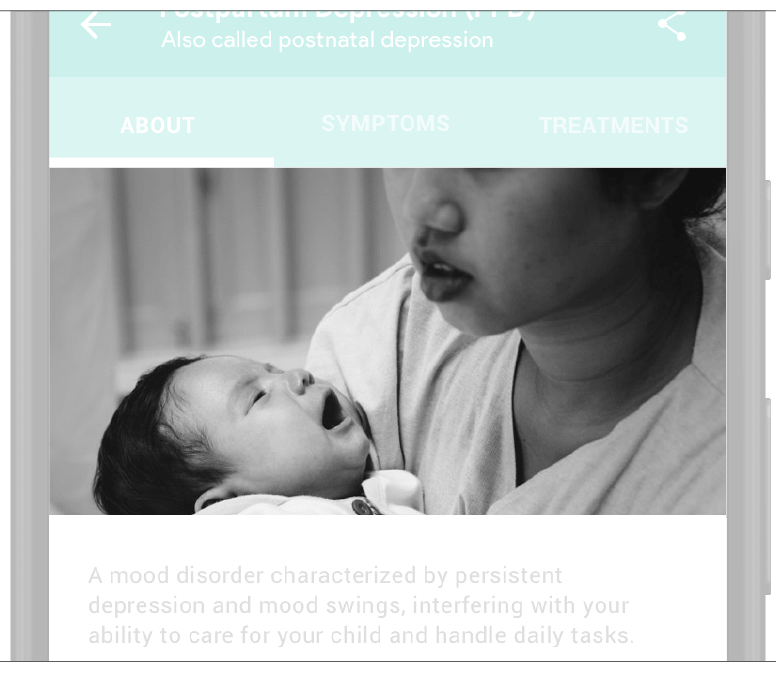 Postpartum Depression (PPD)
Also called postnatal depression
ABOUT
SYMPTOMS
TREATMENTS
A mood disorder characterized by persistent
depression and mood swings, interfering with your
ability to care for your child and handle daily tasks.